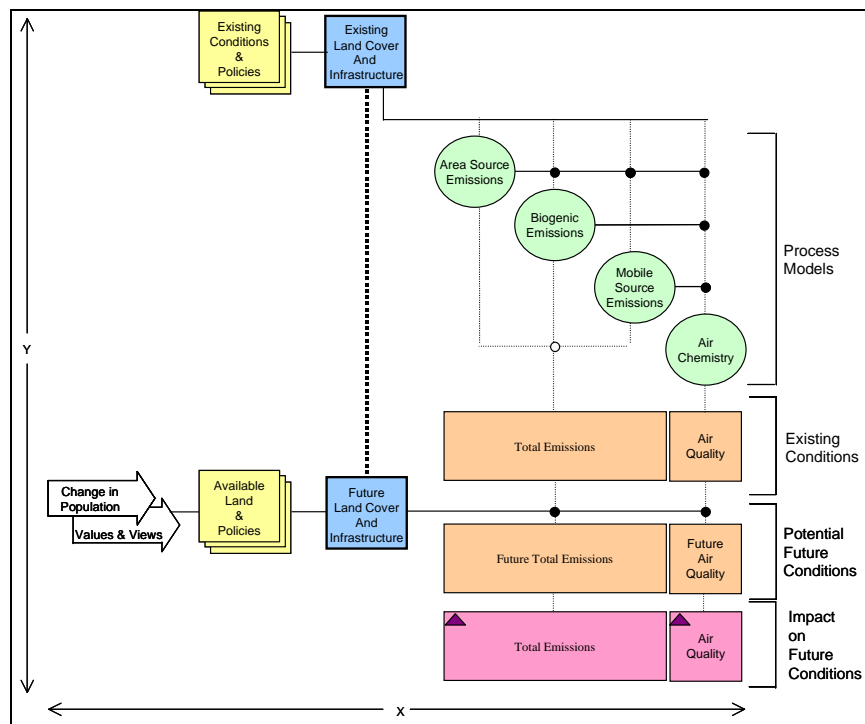 Existing
Conditions
&
Policies
Existing
Land Cover
And
Infrastructure
Area Source
Emissions
Biogenic
Emissions
Mobile
Source
Emissions
Air
Chemistry
Process
Models
Y
Total Emissions
Air
Quality
Existing
Conditions
Change in
Population
Values & Views
Available
Land
&
Policies
Future
Land Cover
And
Infrastructure
Future Total Emissions
Future
Air
Quality
Potential
Future
Conditions
Total Emissions
Air
Quality
Impact
on
Future
Conditions
X